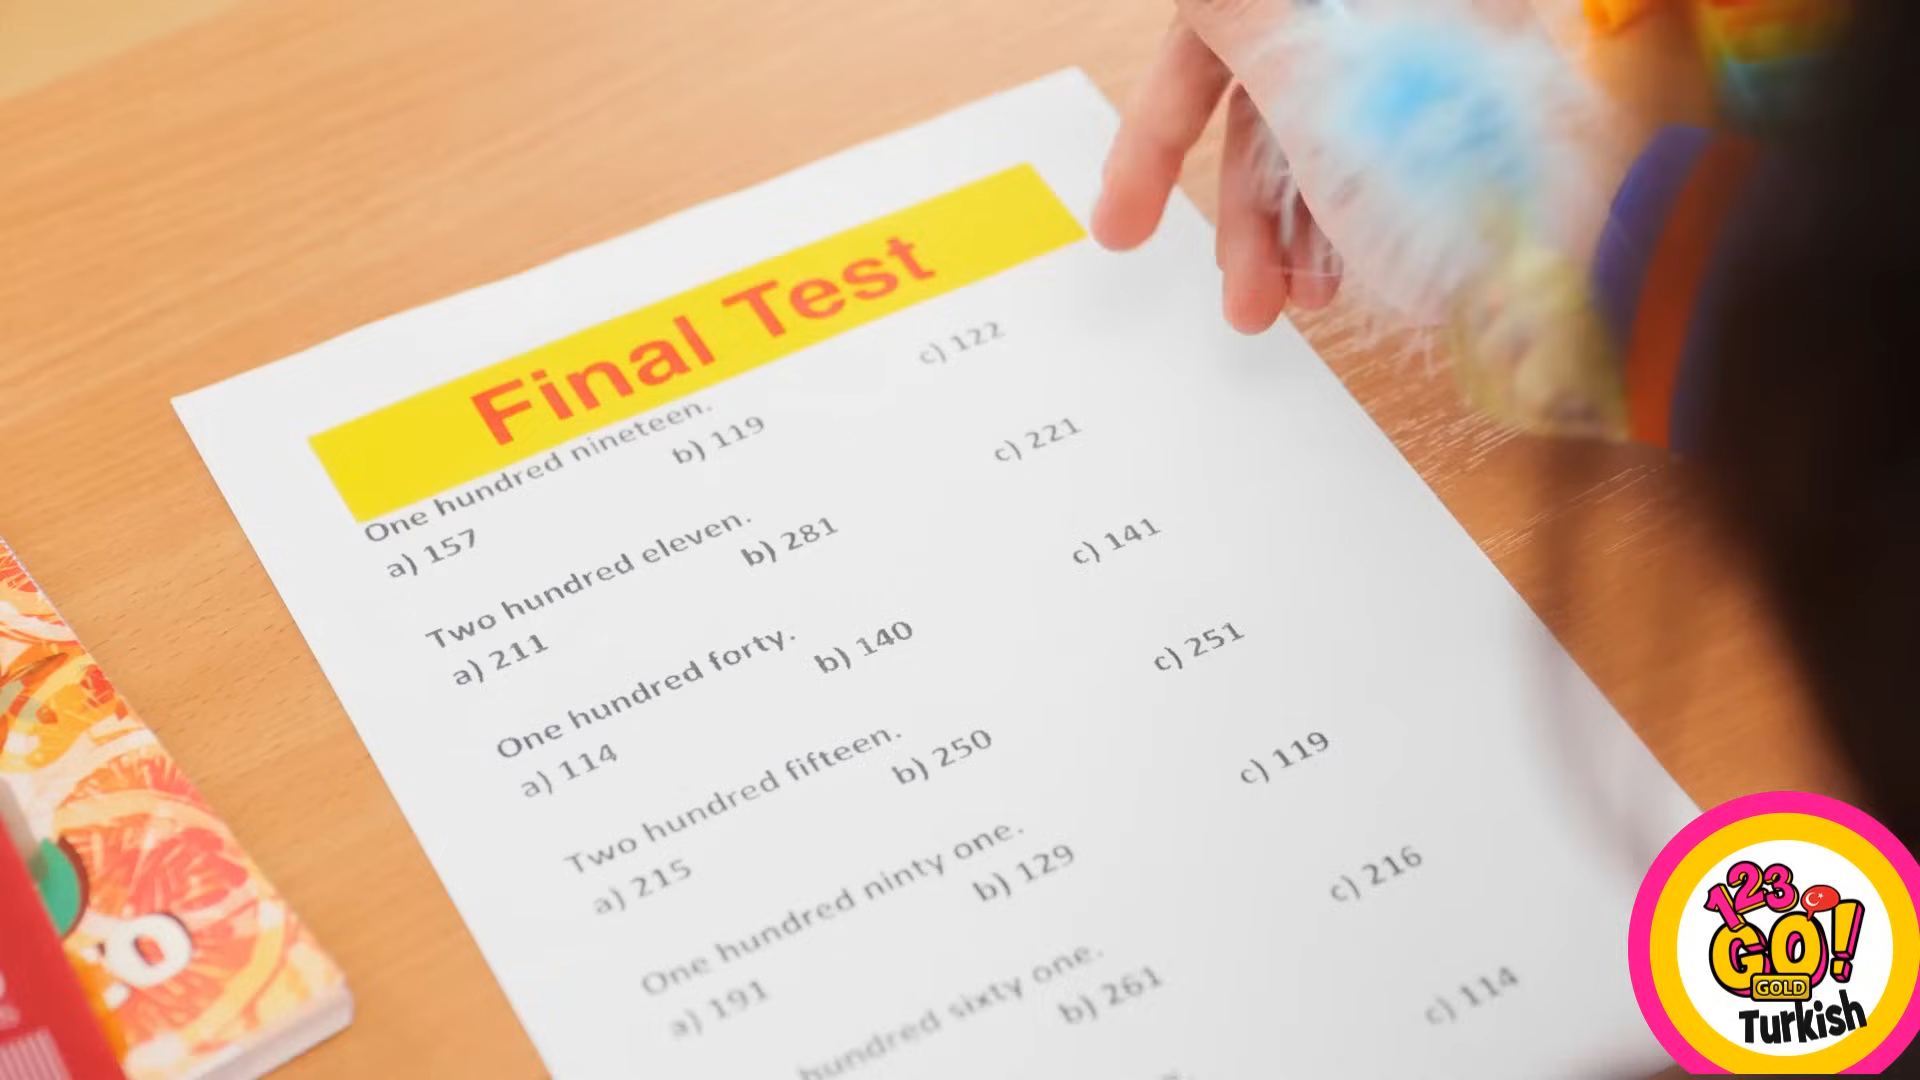 Final Test
One hundred nineteen.
a) 157 b) 119 c) 122
Two hundred eleven.
a) 211 b) 281 c) 221
One hundred forty.
a) 114 b) 140 c) 141
Two hundred fifteen.
a) 215 b) 250 c) 251
One hundred ninty one.
a) 191 b) 129 c) 119
hundred sixty one.
b) 261 c) 216
c) 114
123
GO!
GOLD
Turkish